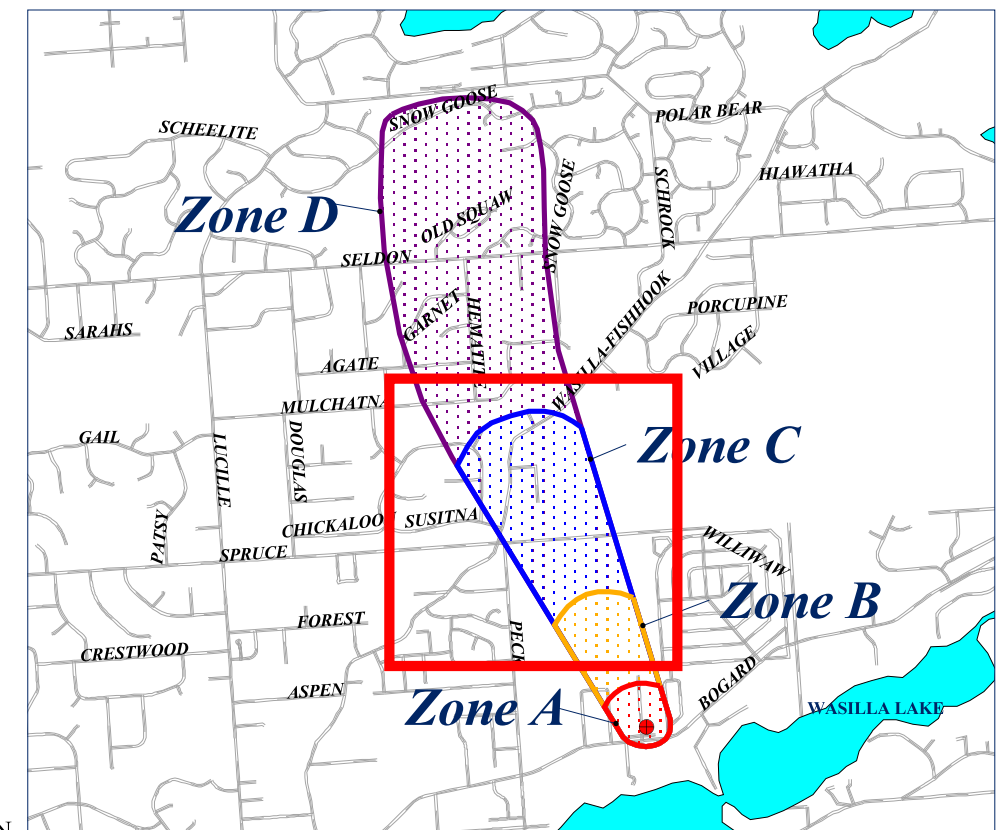 SNOW GOOSE
POLAR BEAR
SCHEELITE
HIAWATHA
SCHROCK
SNOW GOOSE
Zone D
OLD SQUAW
SELDON
GARNET
HEMATITE
WASILLA-FISHHOOK
PORCUPINE
SARAHS
VILLAGE
AGATE
MULCHATNA
GAIL
LUCILLE
DOUGLAS
Zone C
PATSY
CHICKALOON
SUSITNA
SPRUCE
WILLIWAW
Zone B
FOREST
PECK
CRESTWOOD
ASPEN
BOGARD
Zone A
WASILLA LAKE
N